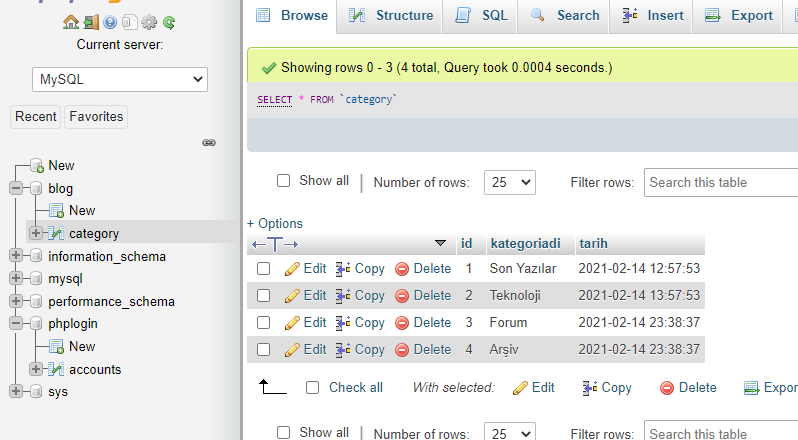 Current server:
MySQL
Recent Favorites
New
blog
New
category
information_schema
mysql
performance_schema
phplogin
New
accounts
sys
Browse Structure SQL Search Insert Export
Showing rows 0 - 3 (4 total, Query took 0.0004 seconds.)
SELECT * FROM `category`
Show all | Number of rows: 25 Filter rows: Search this table
+ Options
←T→ id kategoriadi tarih
Edit Copy Delete 1 Son Yazılar 2021-02-14 12:57:53
Edit Copy Delete 2 Teknoloji 2021-02-14 13:57:53
Edit Copy Delete 3 Forum 2021-02-14 23:38:37
Edit Copy Delete 4 Arşiv 2021-02-14 23:38:37
Check all With selected: Edit Copy Delete Expor
Show all | Number of rows: 25 Filter rows: Search this table